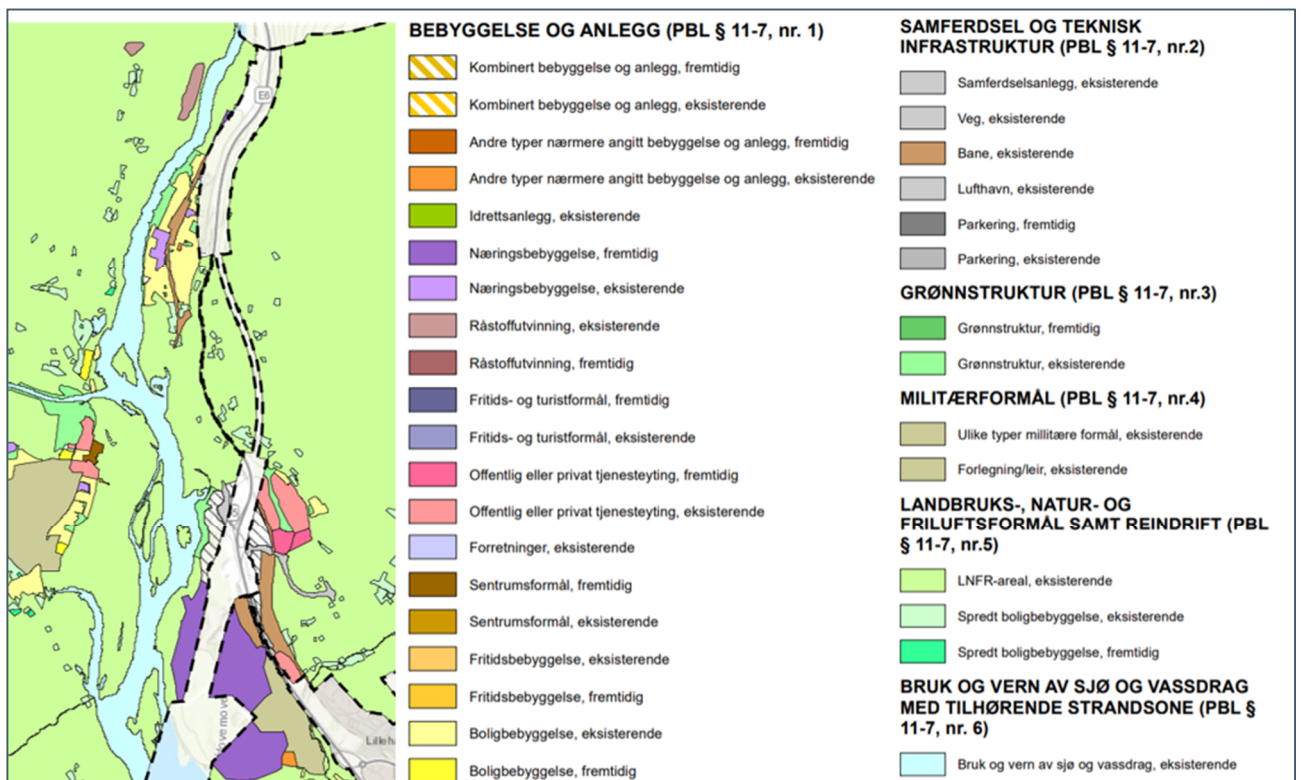 E6
overmove
Lilleha
BEBYGGELSE OG ANLEGG (PBL § 11-7, nr. 1)
Kombinert bebyggelse og anlegg, fremtidig
Kombinert bebyggelse og anlegg, eksisterende
Andre typer nærmere angitt bebyggelse og anlegg, fremtidig
Andre typer nærmere angitt bebyggelse og anlegg, eksisterende
Idrettsanlegg, eksisterende
Næringsbebyggelse, fremtidig
Næringsbebyggelse, eksisterende
Råstoffutvinning, eksisterende
Råstoffutvinning, fremtidig
Fritids- og turistformål, fremtidig
Fritids- og turistformål, eksisterende
Offentlig eller privat tjenesteyting, fremtidig
Offentlig eller privat tjenesteyting, eksisterende
Forretninger, eksisterende
Sentrumsformål, fremtidig
Sentrumsformål, eksisterende
Fritidsbebyggelse, eksisterende
Fritidsbebyggelse, fremtidig
Boligbebyggelse, eksisterende
Boligbebyggelse, fremtidig
SAMFERDSEL OG TEKNISK
INFRASTRUKTUR (PBL § 11-7, nr.2)
Samferdselsanlegg, eksisterende
Veg, eksisterende
Bane, eksisterende
Lufthavn, eksisterende
Parkering, fremtidig
Parkering, eksisterende
GRØNNSTRUKTUR (PBL § 11-7, nr.3)
Grønnstruktur, fremtidig
Grønnstruktur, eksisterende
MILITÆRFORMÅL (PBL § 11-7, nr.4)
Ulike typer millitære formål, eksisterende
Forlegning/leir, eksisterende
LANDBRUKS-, NATUR- OG
FRILUFTSFORMÅL SAMT REINDRIFT (PBL
§ 11-7, nr.5)
LNFR-areal, eksisterende
Spredt boligbebyggelse, eksisterende
Spredt boligbebyggelse, fremtidig
BRUK OG VERN AV SJØ OG VASSDRAG
MED TILHØRENDE STRANDSONE (PBL §
11-7, nr. 6)
Bruk og vern av sjø og vassdrag, eksisterende